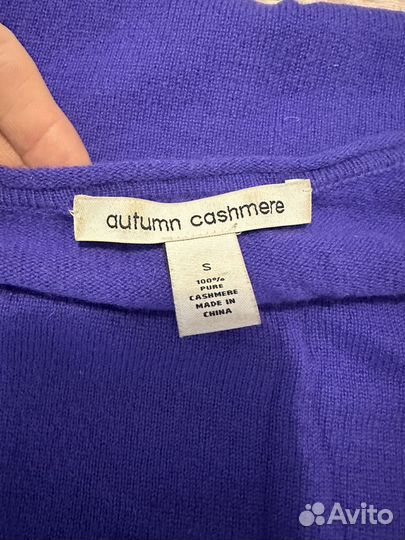 autumn cashmere
S
100%
PURE
CASHMERE
MADE IN
CHINA
Avito